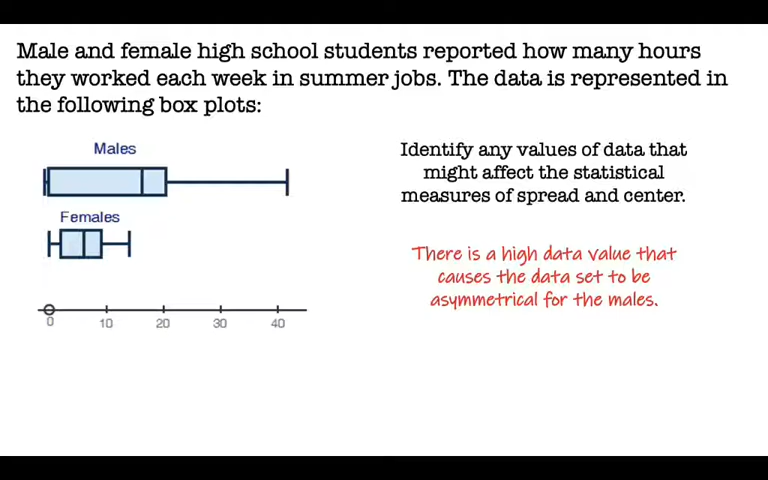 Male and female high school students reported how many hours
they worked each week in summer jobs. The data is represented in
the following box plots:
Males
Females
0 10 20 30 40
Identify any values of data that
might affect the statistical
measures of spread and center.
There is a high data value that
causes the data set to be
asymmetrical for the males.